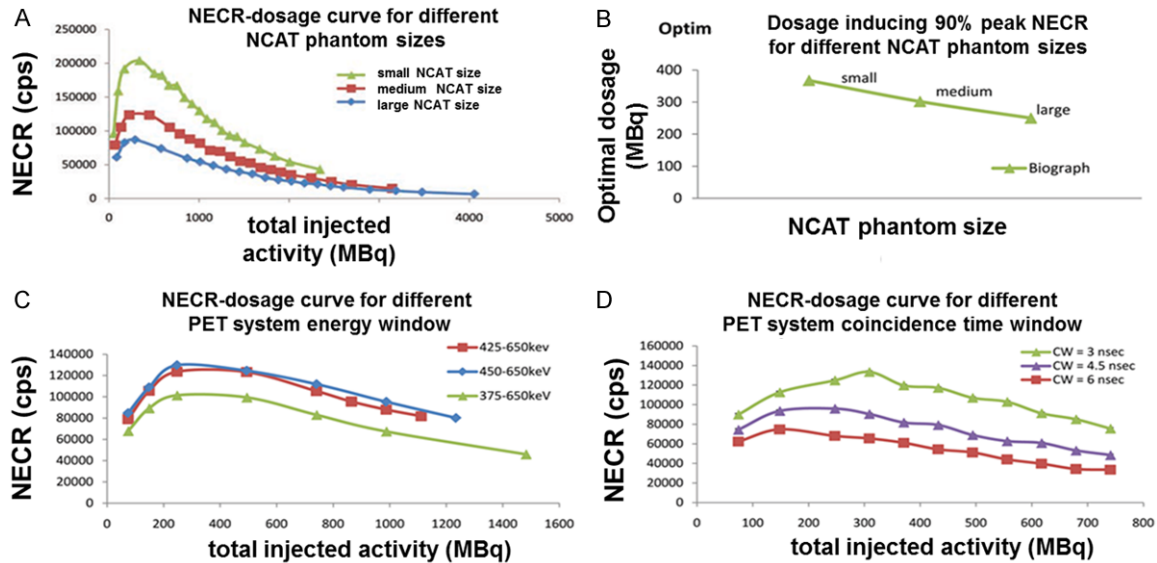 A
NECR-dosage curve for different
NCAT phantom sizes
NECR (cps)
250000
200000
150000
100000
50000
0
small NCAT size
medium NCAT size
large NCAT size
0 1000 4000 5000
total injected
activity (MBq)
B
Optim
Dosage inducing 90% peak NECR
for different NCAT phantom sizes
Optimal dosage
(MBq)
400
300
200
100
0
small
medium
large
Biograph
NCAT phantom size
C
NECR-dosage curve for different
PET system energy window
NECR (cps)
140000
120000
100000
80000
60000
40000
20000
0
425-650kev
450-650keV
375-650keV
0 200 400 600 800 1000 1200 1400 1600
total injected activity (MBq)
D
NECR-dosage curve for different
PET system coincidence time window
NECR (cps)
160000
140000
120000
100000
80000
60000
40000
20000
0
CW = 3 nsec
CW = 4.5 nsec
CW = 6 nsec
0 100 200 300 400 500 600 700 800
total injected activity (MBq)